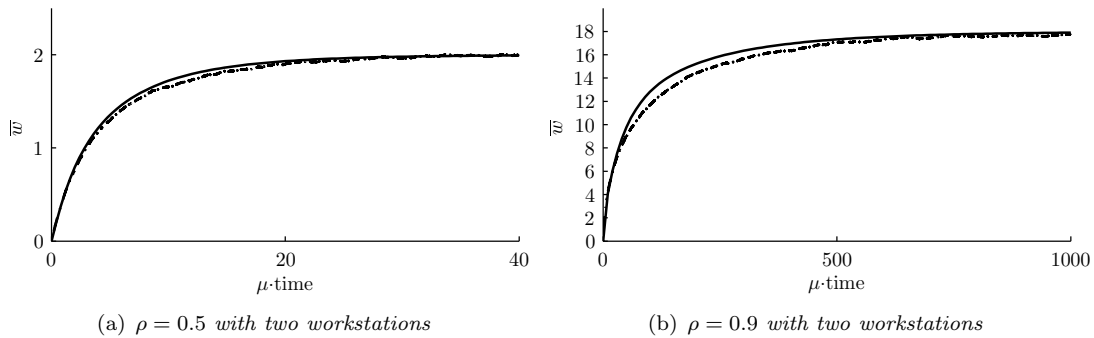 2
1
0
w̅
0 20 40
μ·time
(a) ρ = 0.5 with two workstations
18
16
14
12
10
8
6
4
2
0
w̅
0 500 1000
μ·time
(b) ρ = 0.9 with two workstations